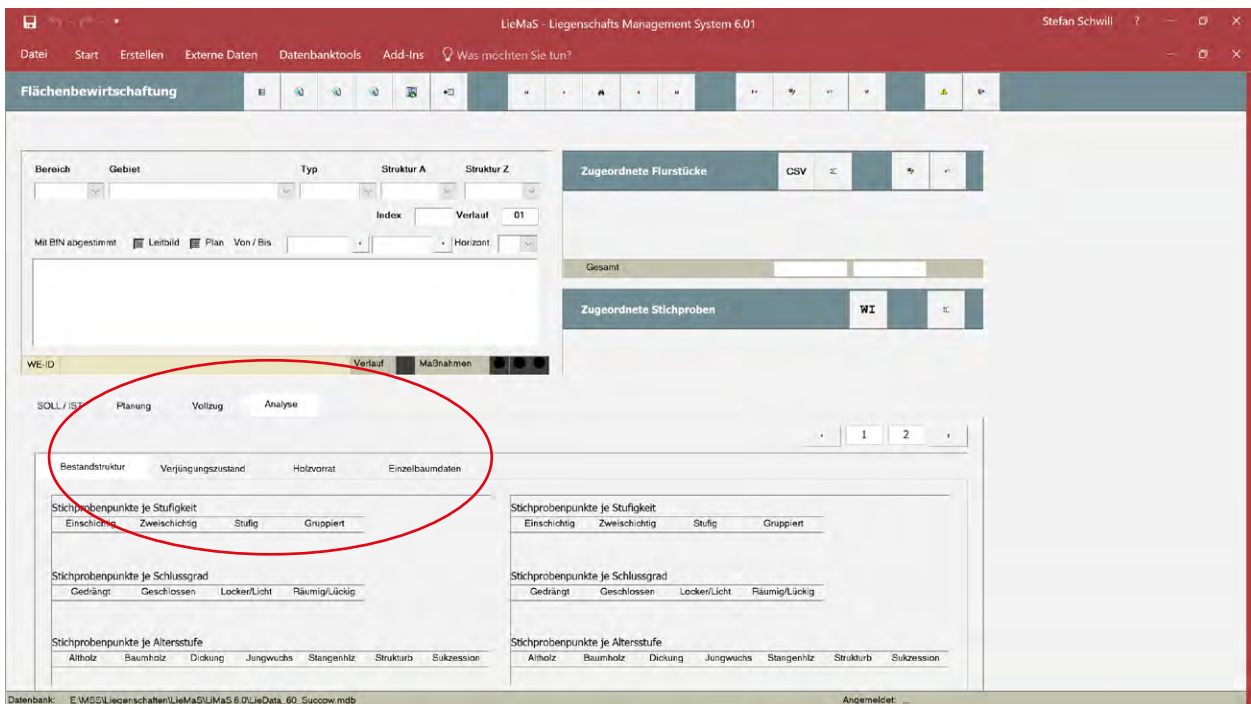 LieMaS - Liegenschafts Management System 6.01
Stefan Schwill ?
Datei Start Erstellen Externe Daten Datenbanktools Add-Ins Was möchten Sie tun?
Flächenbewirtschaftung
Bereich Gebiet Typ Struktur A Struktur Z
Index Verlauf 01
Mit BfN abgestimmt Leitbild Plan Von / Bis Horizont
WE-ID Verlauf Maßnahmen
Zugeordnete Flurstücke CSV
Gesamt
Zugeordnete Stichproben WI
SOLL / IST Planung Vollzug Analyse
1 2
Bestandstruktur Verjüngungszustand Holzvorrat Einzelbaumdaten
Stichprobenpunkte je Stufigkeit
Einschichtig Zweischichtig Stufig Gruppiert
Stichprobenpunkte je Schlussgrad
Gedrängt Geschlossen Locker/Licht Räumig/Lückig
Stichprobenpunkte je Altersstufe
Altholz Baumholz Dickung Jungwuchs Stangenhlz Strukturb Sukzession
Stichprobenpunkte je Stufigkeit
Einschichtig Zweischichtig Stufig Gruppiert
Stichprobenpunkte je Schlussgrad
Gedrängt Geschlossen Locker/Licht Räumig/Lückig
Stichprobenpunkte je Altersstufe
Altholz Baumholz Dickung Jungwuchs Stangenhlz Strukturb Sukzession
Datenbank: E:\MSS\Liegenschaften\LieMaS\LiMaS 6.0\LieData_60_Succow.mdb Angemeldet: ...